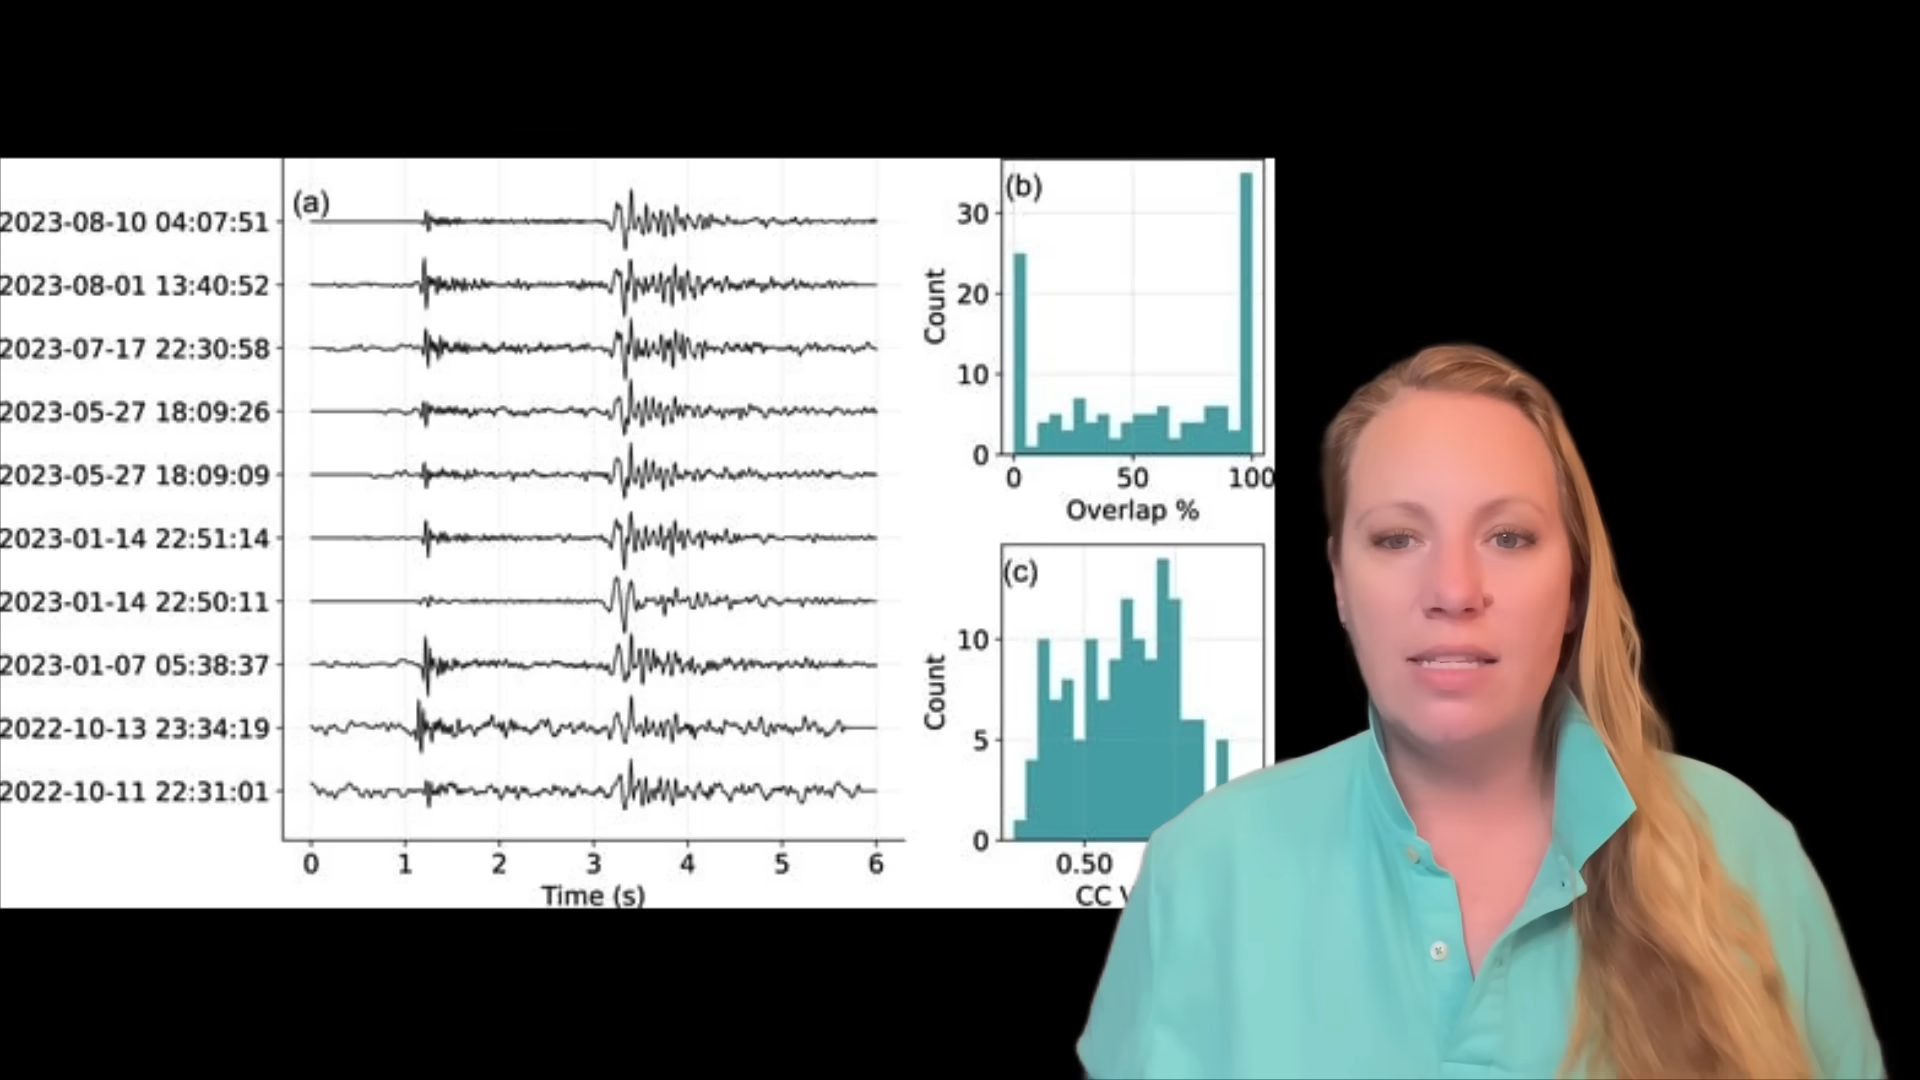 (a)
2023-08-10 04:07:51
2023-08-01 13:40:52
2023-07-17 22:30:58
2023-05-27 18:09:26
2023-05-27 18:09:09
2023-01-14 22:51:14
2023-01-14 22:50:11
2023-01-07 05:38:37
2022-10-13 23:34:19
2022-10-11 22:31:01
0 1 2 3 4 5 6
Time (s)
(b)
30
20
10
0
Count
0 50 100
Overlap %
(c)
10
5
0
Count
0.50
CC